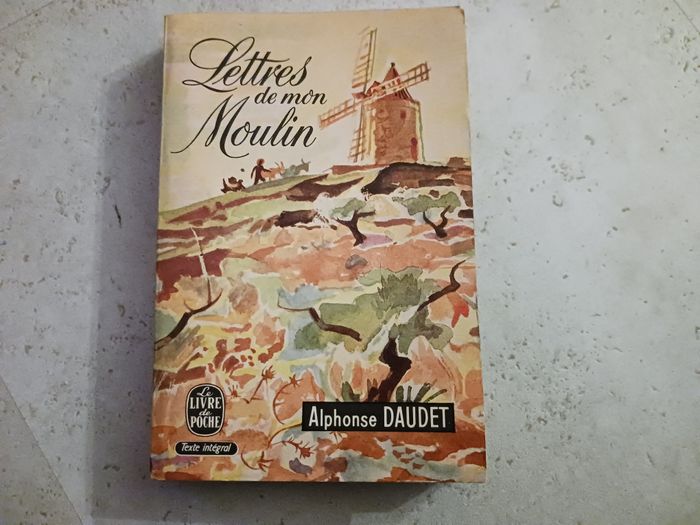 Lettres
de mon
Moulin
Le
LIVRE
de
POCHE
Texte intégral
Alphonse DAUDET